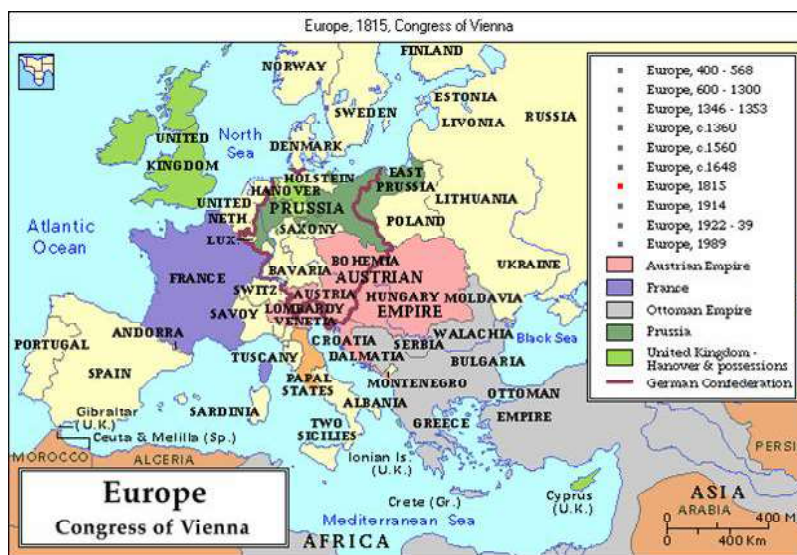 Europe, 1815, Congress of Vienna
NORWAY
FINLAND
SWEDEN
ESTONIA
LIVONIA
RUSSIA
North
Sea
UNITED
KINGDOM
DENMARK
HOLSTEIN
HANOVER
EAST
PRUSSIA
LITHUANIA
UNITED
NETH
PRUSSIA
SAXONY
POLAND
LUX
Atlantic
Ocean
FRANCE
BAVARIA
BOHEMIA
AUSTRIAN
EMPIRE
UKRAINE
SWITZ
AUSTRIA
HUNGARY
MOLDAVIA
SAVOY
LOMBARDY
VENETIA
CROATIA
DALMATIA
SERBIA
WALACHIA
Black Sea
ANDORRA
PORTUGAL
SPAIN
TUSCANY
PAPAL
STATES
MONTENEGRO
BULGARIA
ALBANIA
OTTOMAN
EMPIRE
SARDINIA
TWO
SICILIES
GREECE
Gibraltar
(U.K.)
Ceuta & Melilla (Sp.)
Ionian Is.
(U.K.)
MOROCCO
ALGERIA
Crete (Gr.)
Cyprus
(U.K.)
Mediterranean Sea
AFRICA
ASIA
ARABIA
PERSI
0 400 M
0 400 Km
Europe, 400 - 568
Europe, 600 - 1300
Europe, 1346 - 1353
Europe, c.1360
Europe, c.1560
Europe, c.1648
Europe, 1815
Europe, 1914
Europe, 1922 - 39
Europe, 1989
Austrian Empire
France
Ottoman Empire
Prussia
United Kingdom -
Hanover & possessions
German Confederation
Europe
Congress of Vienna